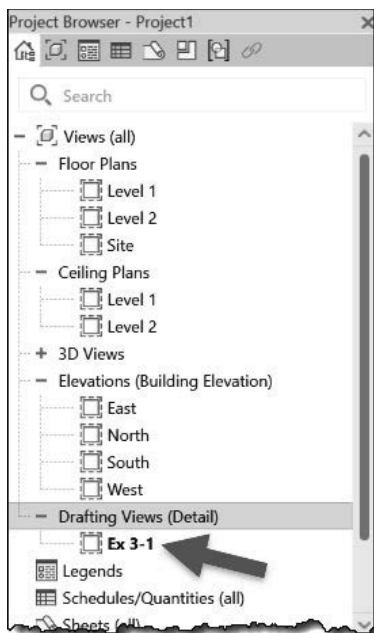 Project Browser - Project1
Search
Views (all)
Floor Plans
Level 1
Level 2
Site
Ceiling Plans
Level 1
Level 2
3D Views
Elevations (Building Elevation)
East
North
South
West
Drafting Views (Detail)
Ex 3-1
Legends
Schedules/Quantities (all)
Sheets (all)